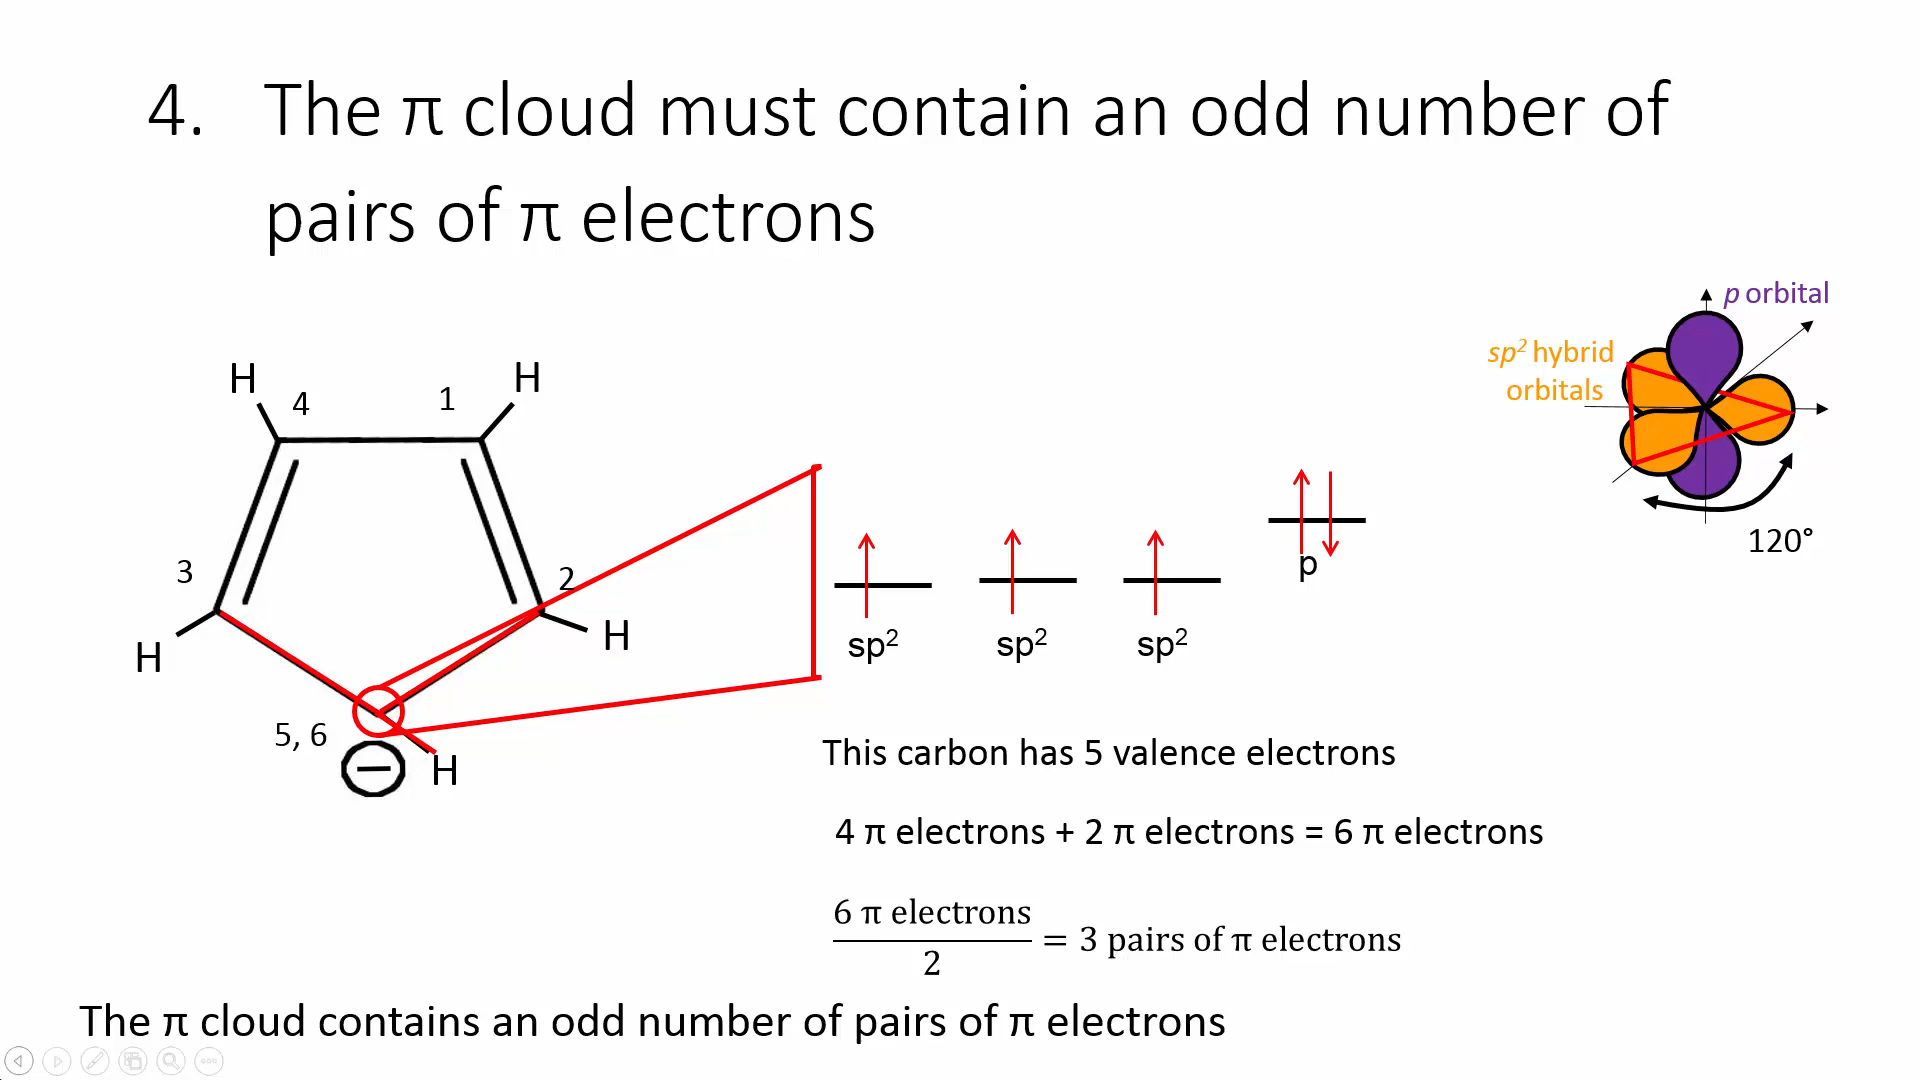 4. The π cloud must contain an odd number of
pairs of π electrons
p orbital
sp² hybrid
orbitals
120°
H
4
1
H
3
2
H
H
5, 6
−
H
sp²
sp²
sp²
p
This carbon has 5 valence electrons
4 π electrons + 2 π electrons = 6 π electrons
6 π electrons
2
= 3 pairs of π electrons
The π cloud contains an odd number of pairs of π electrons